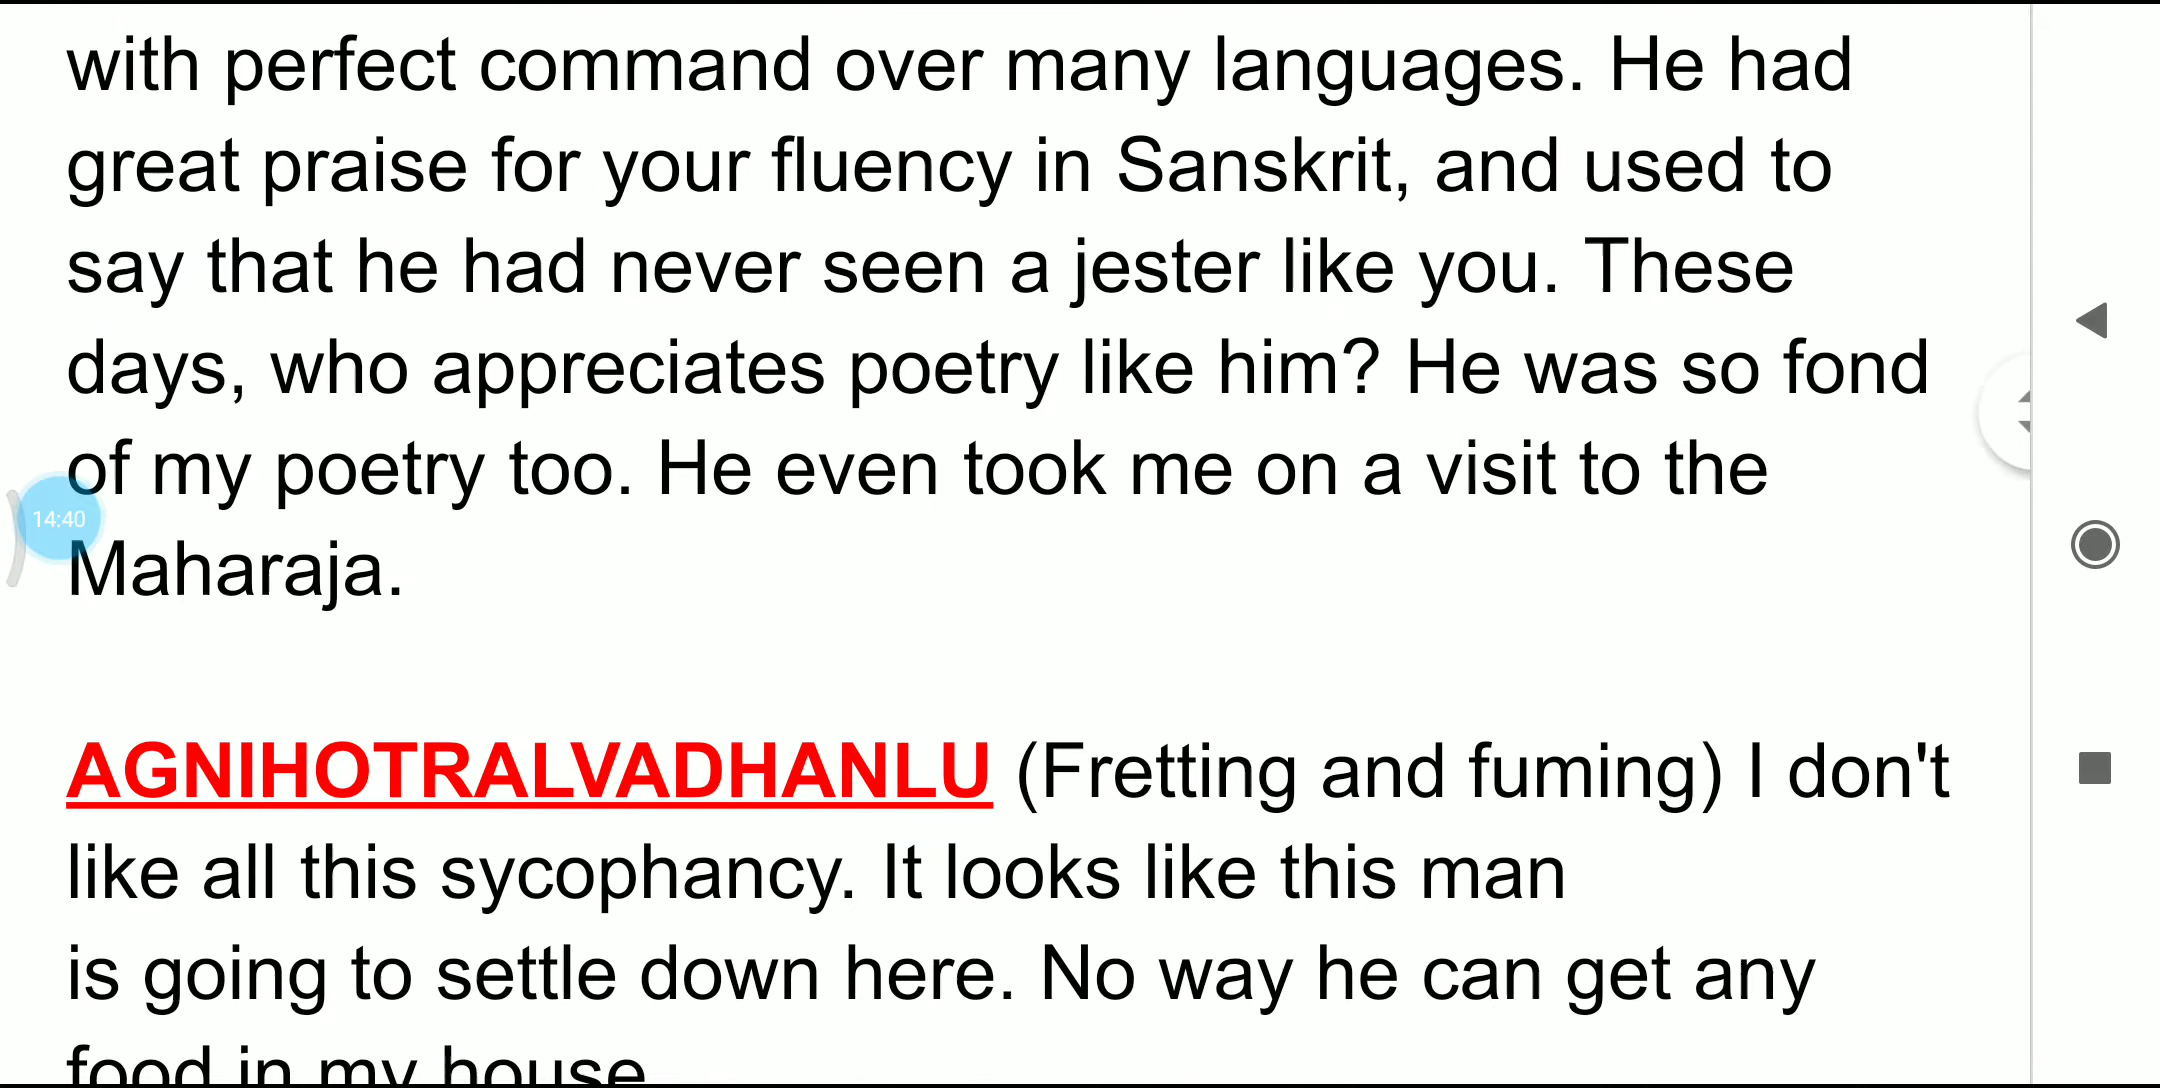 with perfect command over many languages. He had
great praise for your fluency in Sanskrit, and used to
say that he had never seen a jester like you. These
days, who appreciates poetry like him? He was so fond
of my poetry too. He even took me on a visit to the
14:40
Maharaja.
AGNIHOTRALVADHANLU (Fretting and fuming) I don't
like all this sycophancy. It looks like this man
is going to settle down here. No way he can get any
food in my house